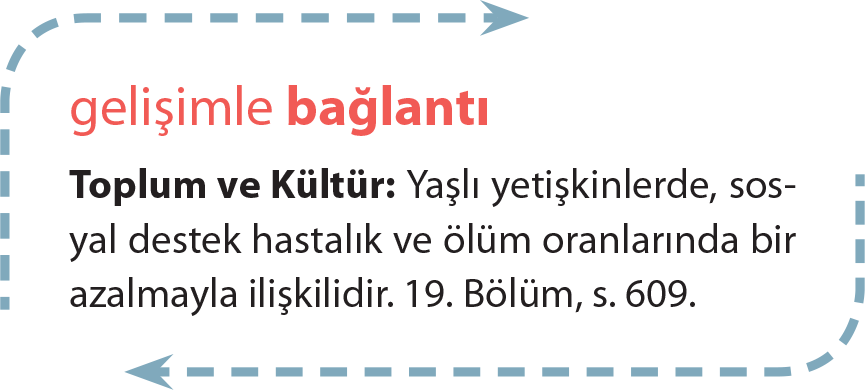 gelişimle bağlantı
Toplum ve Kültür: Yaşlı yetişkinlerde, sos-
yal destek hastalık ve ölüm oranlarında bir
azalmayla ilişkilidir. 19. Bölüm, s. 609.